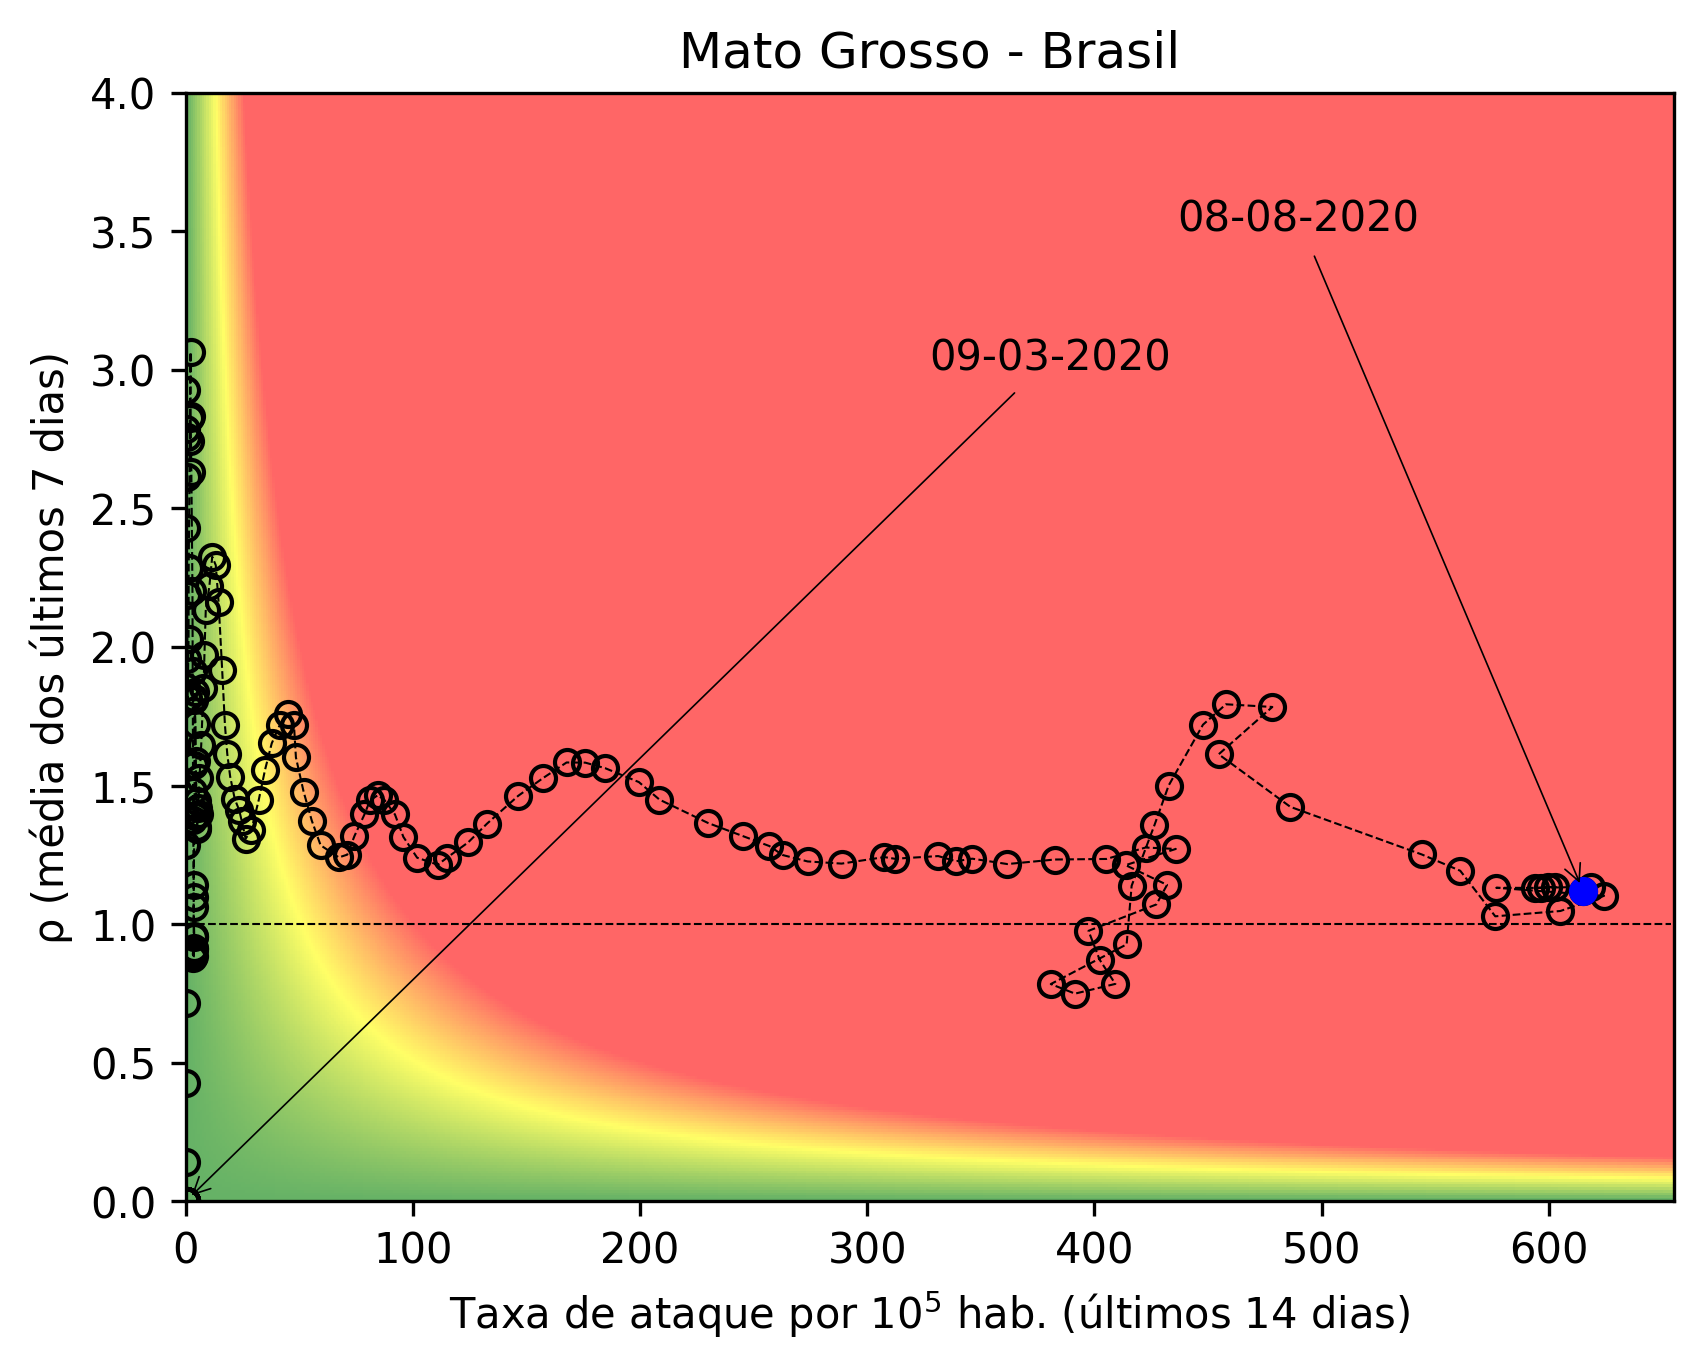 Mato Grosso - Brasil
4.0
3.5
3.0
2.5
2.0
1.5
1.0
0.5
0.0
ρ (média dos últimos 7 dias)
08-08-2020
09-03-2020
0 100 200 300 400 500 600
Taxa de ataque por 10⁵ hab. (últimos 14 dias)